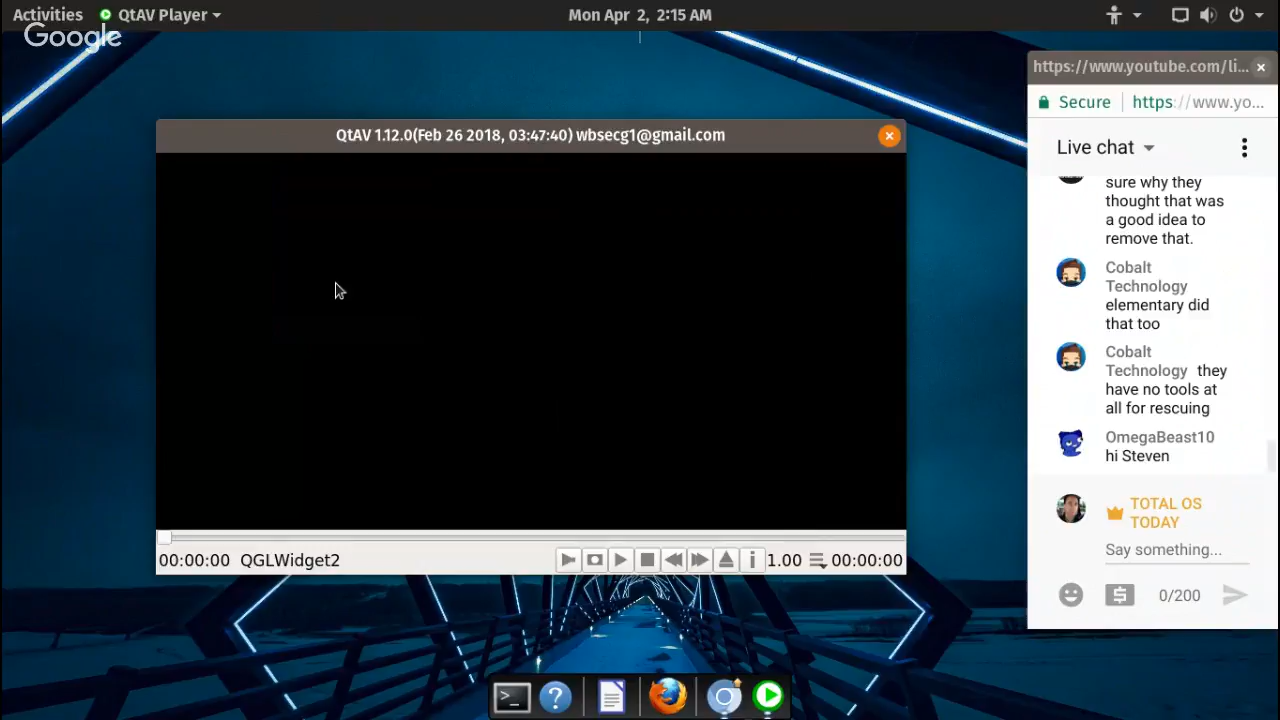 Activities
QtAV Player
Mon Apr 2, 2:15 AM
Google
QtAV 1.12.0(Feb 26 2018, 03:47:40) wbsecg1@gmail.com
00:00:00 QGLWidget2
1.00
00:00:00
https://www.youtube.com/li...
Secure
https://www.yo...
Live chat
sure why they
thought that was
a good idea to
remove that.
Cobalt
Technology
elementary did
that too
Cobalt
Technology they
have no tools at
all for rescuing
OmegaBeast10
hi Steven
TOTAL OS
TODAY
Say something...
0/200